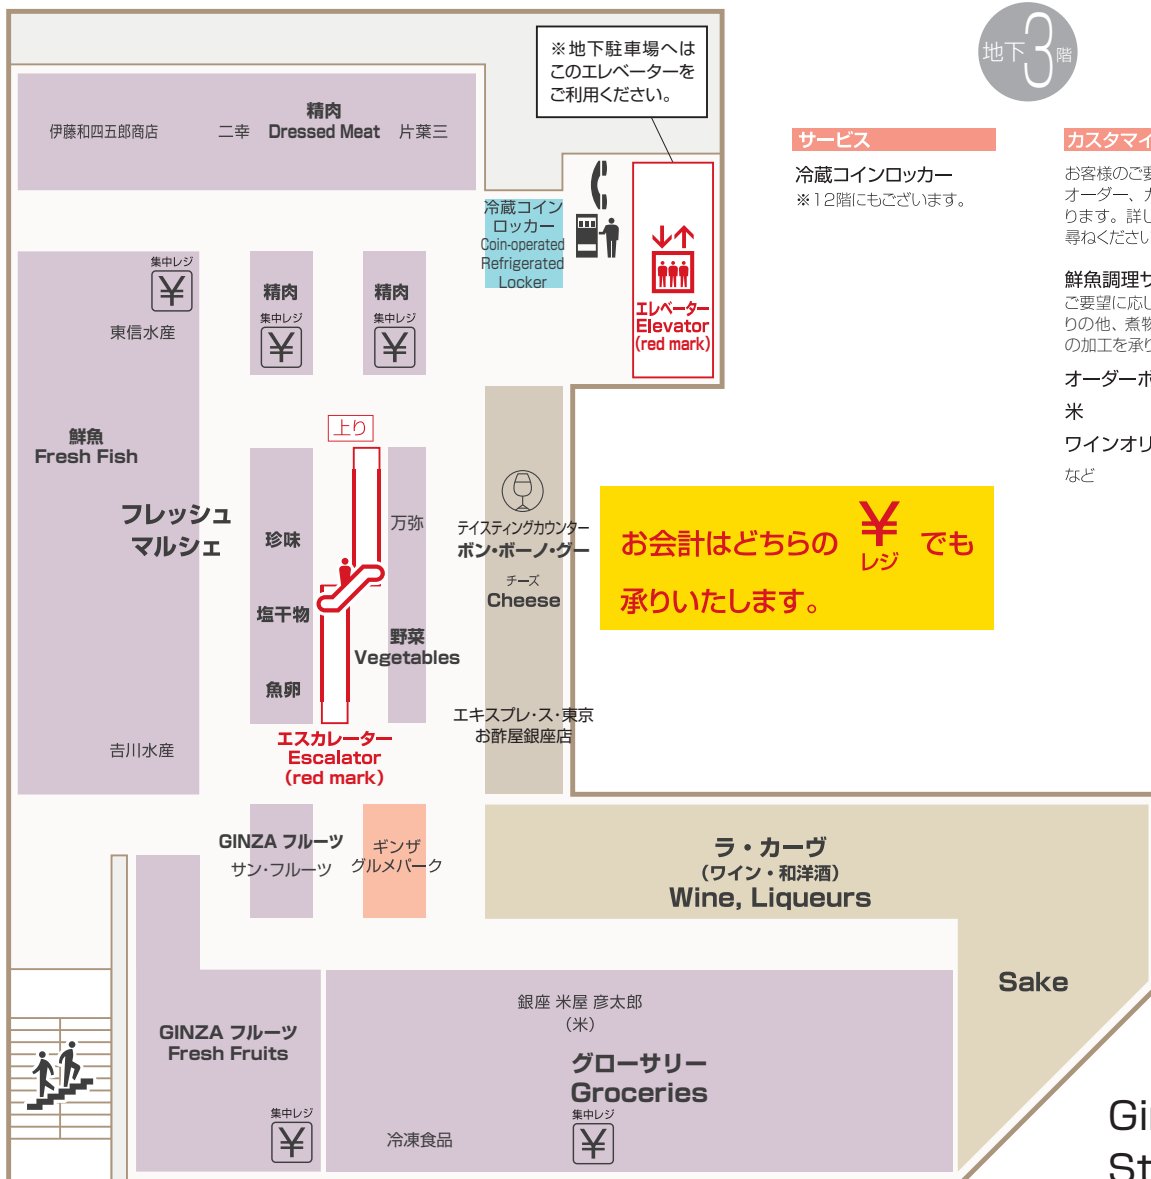 ※地下駐車場へは
このエレベーターを
ご利用ください。
地下3階
精肉
伊藤和四五郎商店
二幸
Dressed Meat
片葉三
サービス
冷蔵コインロッカー
※12階にもございます。
カスタマイ
お客様のご要
オーダー、カ
ります。詳し
尋ねください
鮮魚調理サ
ご要望に応じ
りの他、煮物
の加工を承り
オーダーボ
米
ワインオリ
など
冷蔵コイン
ロッカー
Coin-operated
Refrigerated
Locker
エレベーター
Elevator
(red mark)
集中レジ
¥
東信水産
精肉
集中レジ
¥
精肉
集中レジ
¥
鮮魚
Fresh Fish
フレッシュ
マルシェ
吉川水産
上り
珍味
塩干物
魚卵
万弥
野菜
Vegetables
エスカレーター
Escalator
(red mark)
テイスティングカウンター
ボン・ボーノ・グー
チーズ
Cheese
エキスプレ・ス・東京
お酢屋銀座店
お会計はどちらの ¥レジ でも
承りいたします。
GINZA フルーツ
サン・フルーツ
ギンザ
グルメパーク
ラ・カーヴ
（ワイン・和洋酒）
Wine, Liqueurs
Sake
GINZA フルーツ
Fresh Fruits
集中レジ
¥
銀座 米屋 彦太郎
（米）
グローサリー
Groceries
集中レジ
¥
冷凍食品